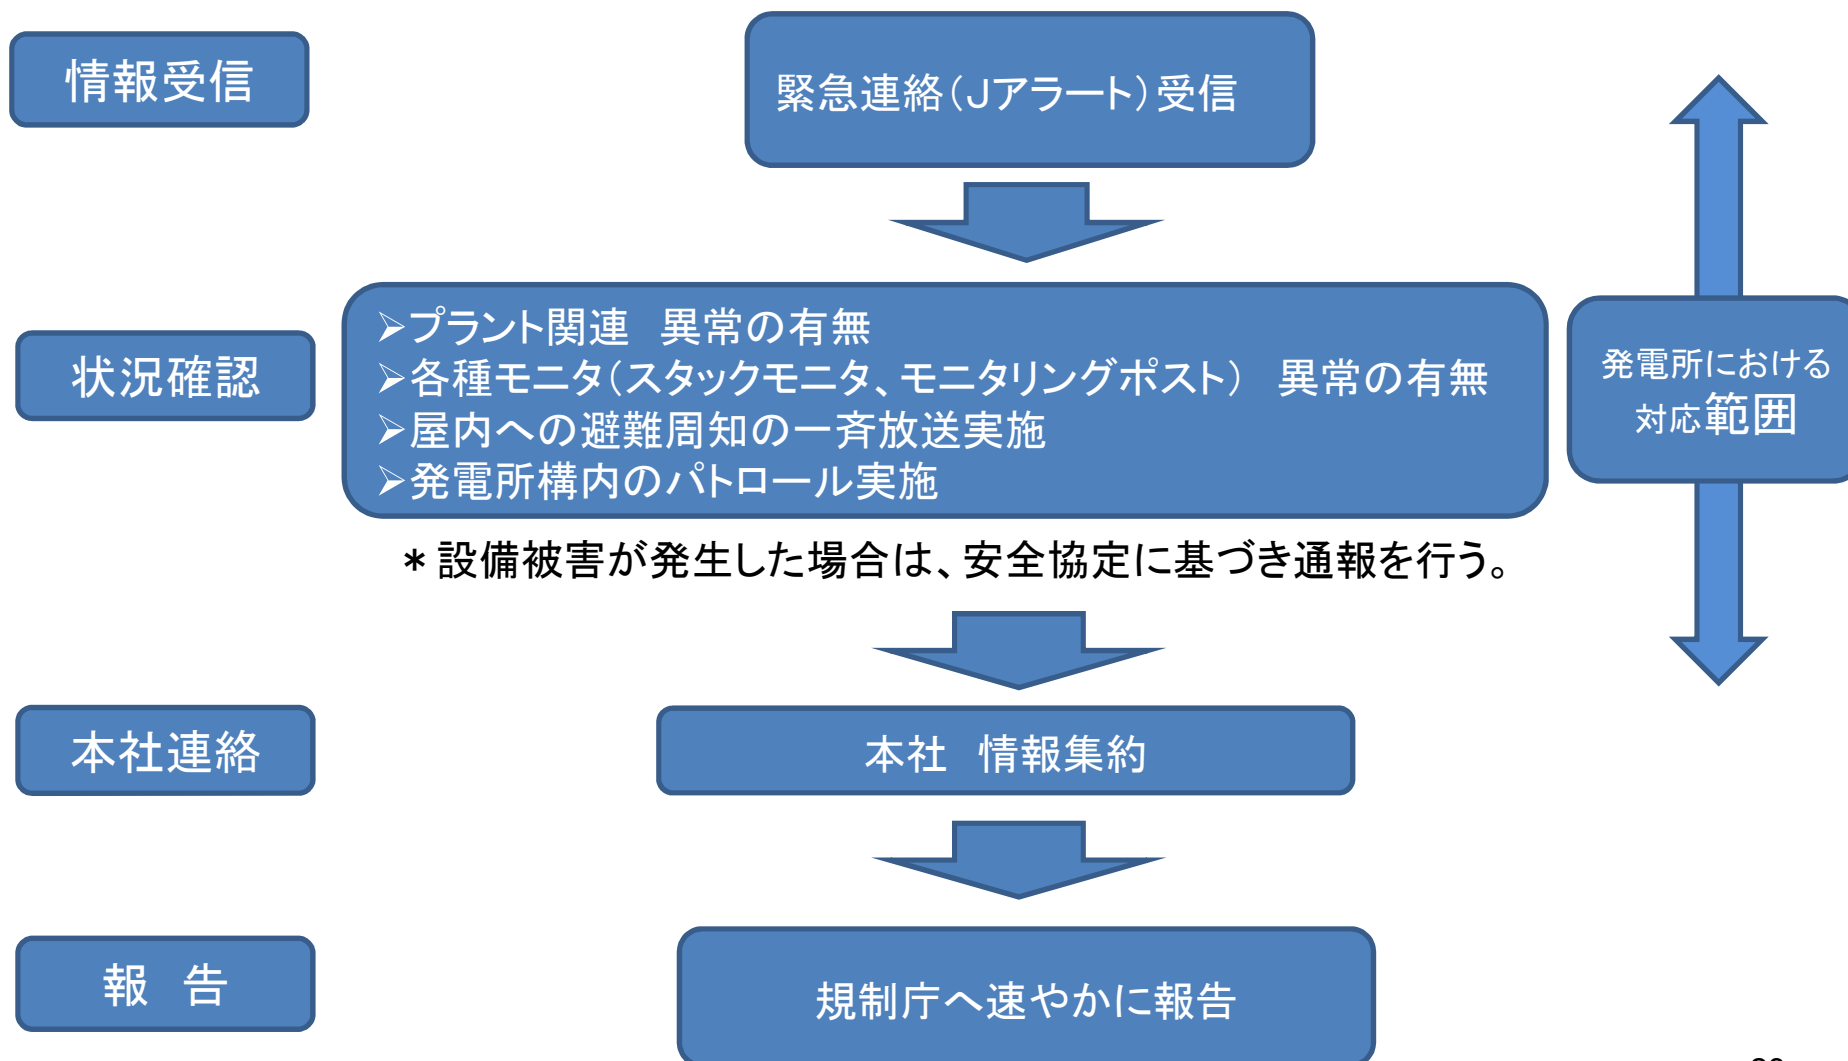 情報受信
緊急連絡(Jアラート)受信
状況確認
➢プラント関連　異常の有無
➢各種モニタ(スタックモニタ、モニタリングポスト)　異常の有無
➢屋内への避難周知の一斉放送実施
➢発電所構内のパトロール実施
発電所における
対応範囲
＊設備被害が発生した場合は、安全協定に基づき通報を行う。
本社連絡
本社　情報集約
報　告
規制庁へ速やかに報告